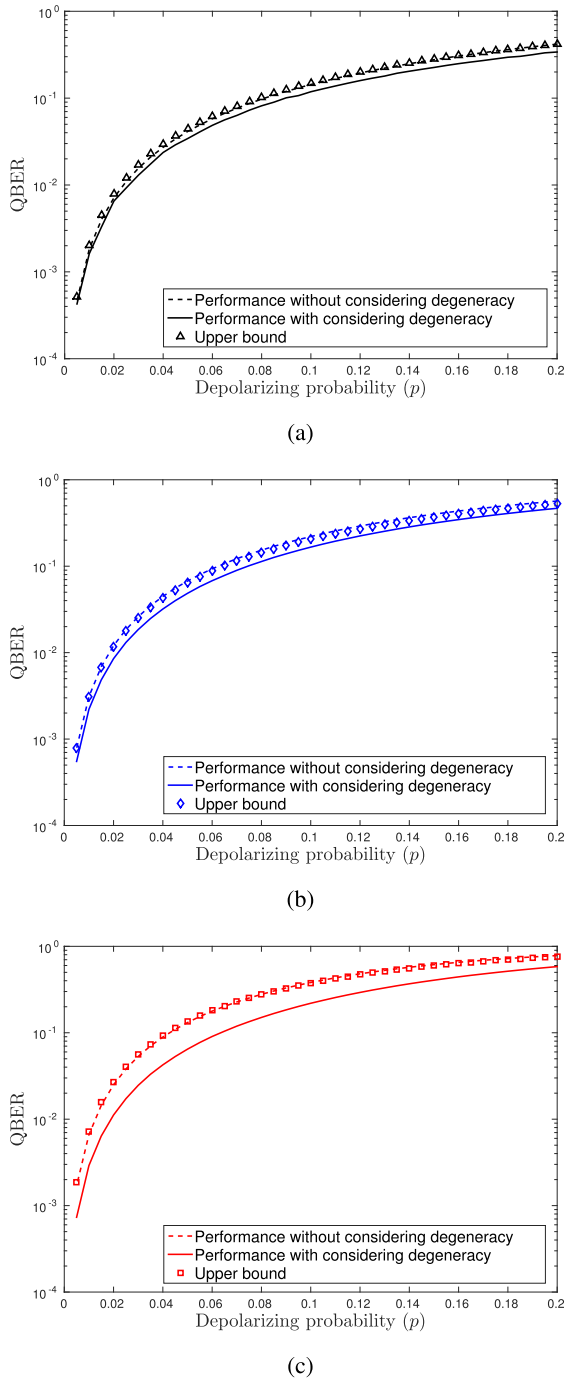 10^0
10^-1
10^-2
10^-3
10^-4
QBER
Performance without considering degeneracy
Performance with considering degeneracy
Upper bound
0 0.02 0.04 0.06 0.08 0.1 0.12 0.14 0.16 0.18 0.2
Depolarizing probability (p)
(a)
10^0
10^-1
10^-2
10^-3
10^-4
QBER
Performance without considering degeneracy
Performance with considering degeneracy
Upper bound
0 0.02 0.04 0.06 0.08 0.1 0.12 0.14 0.16 0.18 0.2
Depolarizing probability (p)
(b)
10^0
10^-1
10^-2
10^-3
10^-4
QBER
Performance without considering degeneracy
Performance with considering degeneracy
Upper bound
0 0.02 0.04 0.06 0.08 0.1 0.12 0.14 0.16 0.18 0.2
Depolarizing probability (p)
(c)